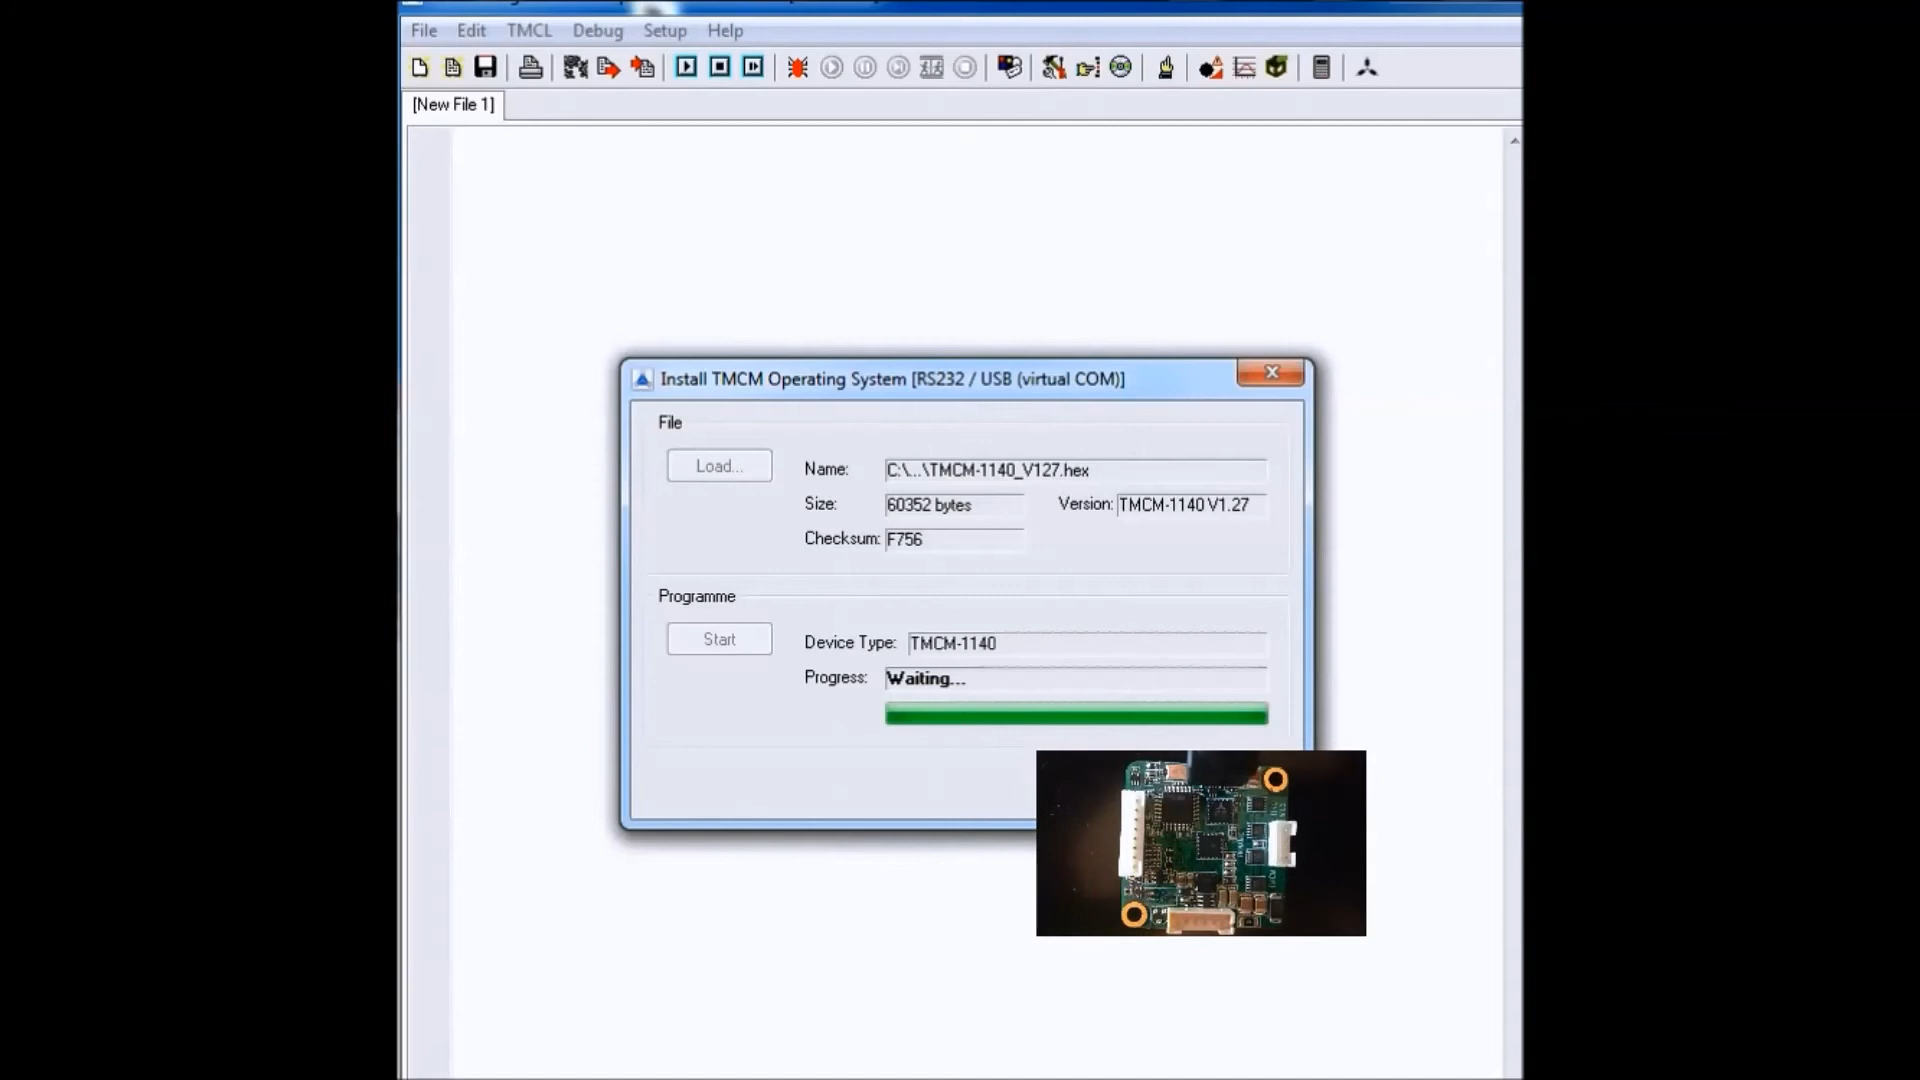 File Edit TMCL Debug Setup Help
[New File 1]
Install TMCM Operating System [RS232 / USB (virtual COM)]
File
Load...
Name: C:\...\TMCM-1140_V127.hex
Size: 60352 bytes Version: TMCM-1140 V1.27
Checksum: F756
Programme
Start
Device Type: TMCM-1140
Progress: Waiting...